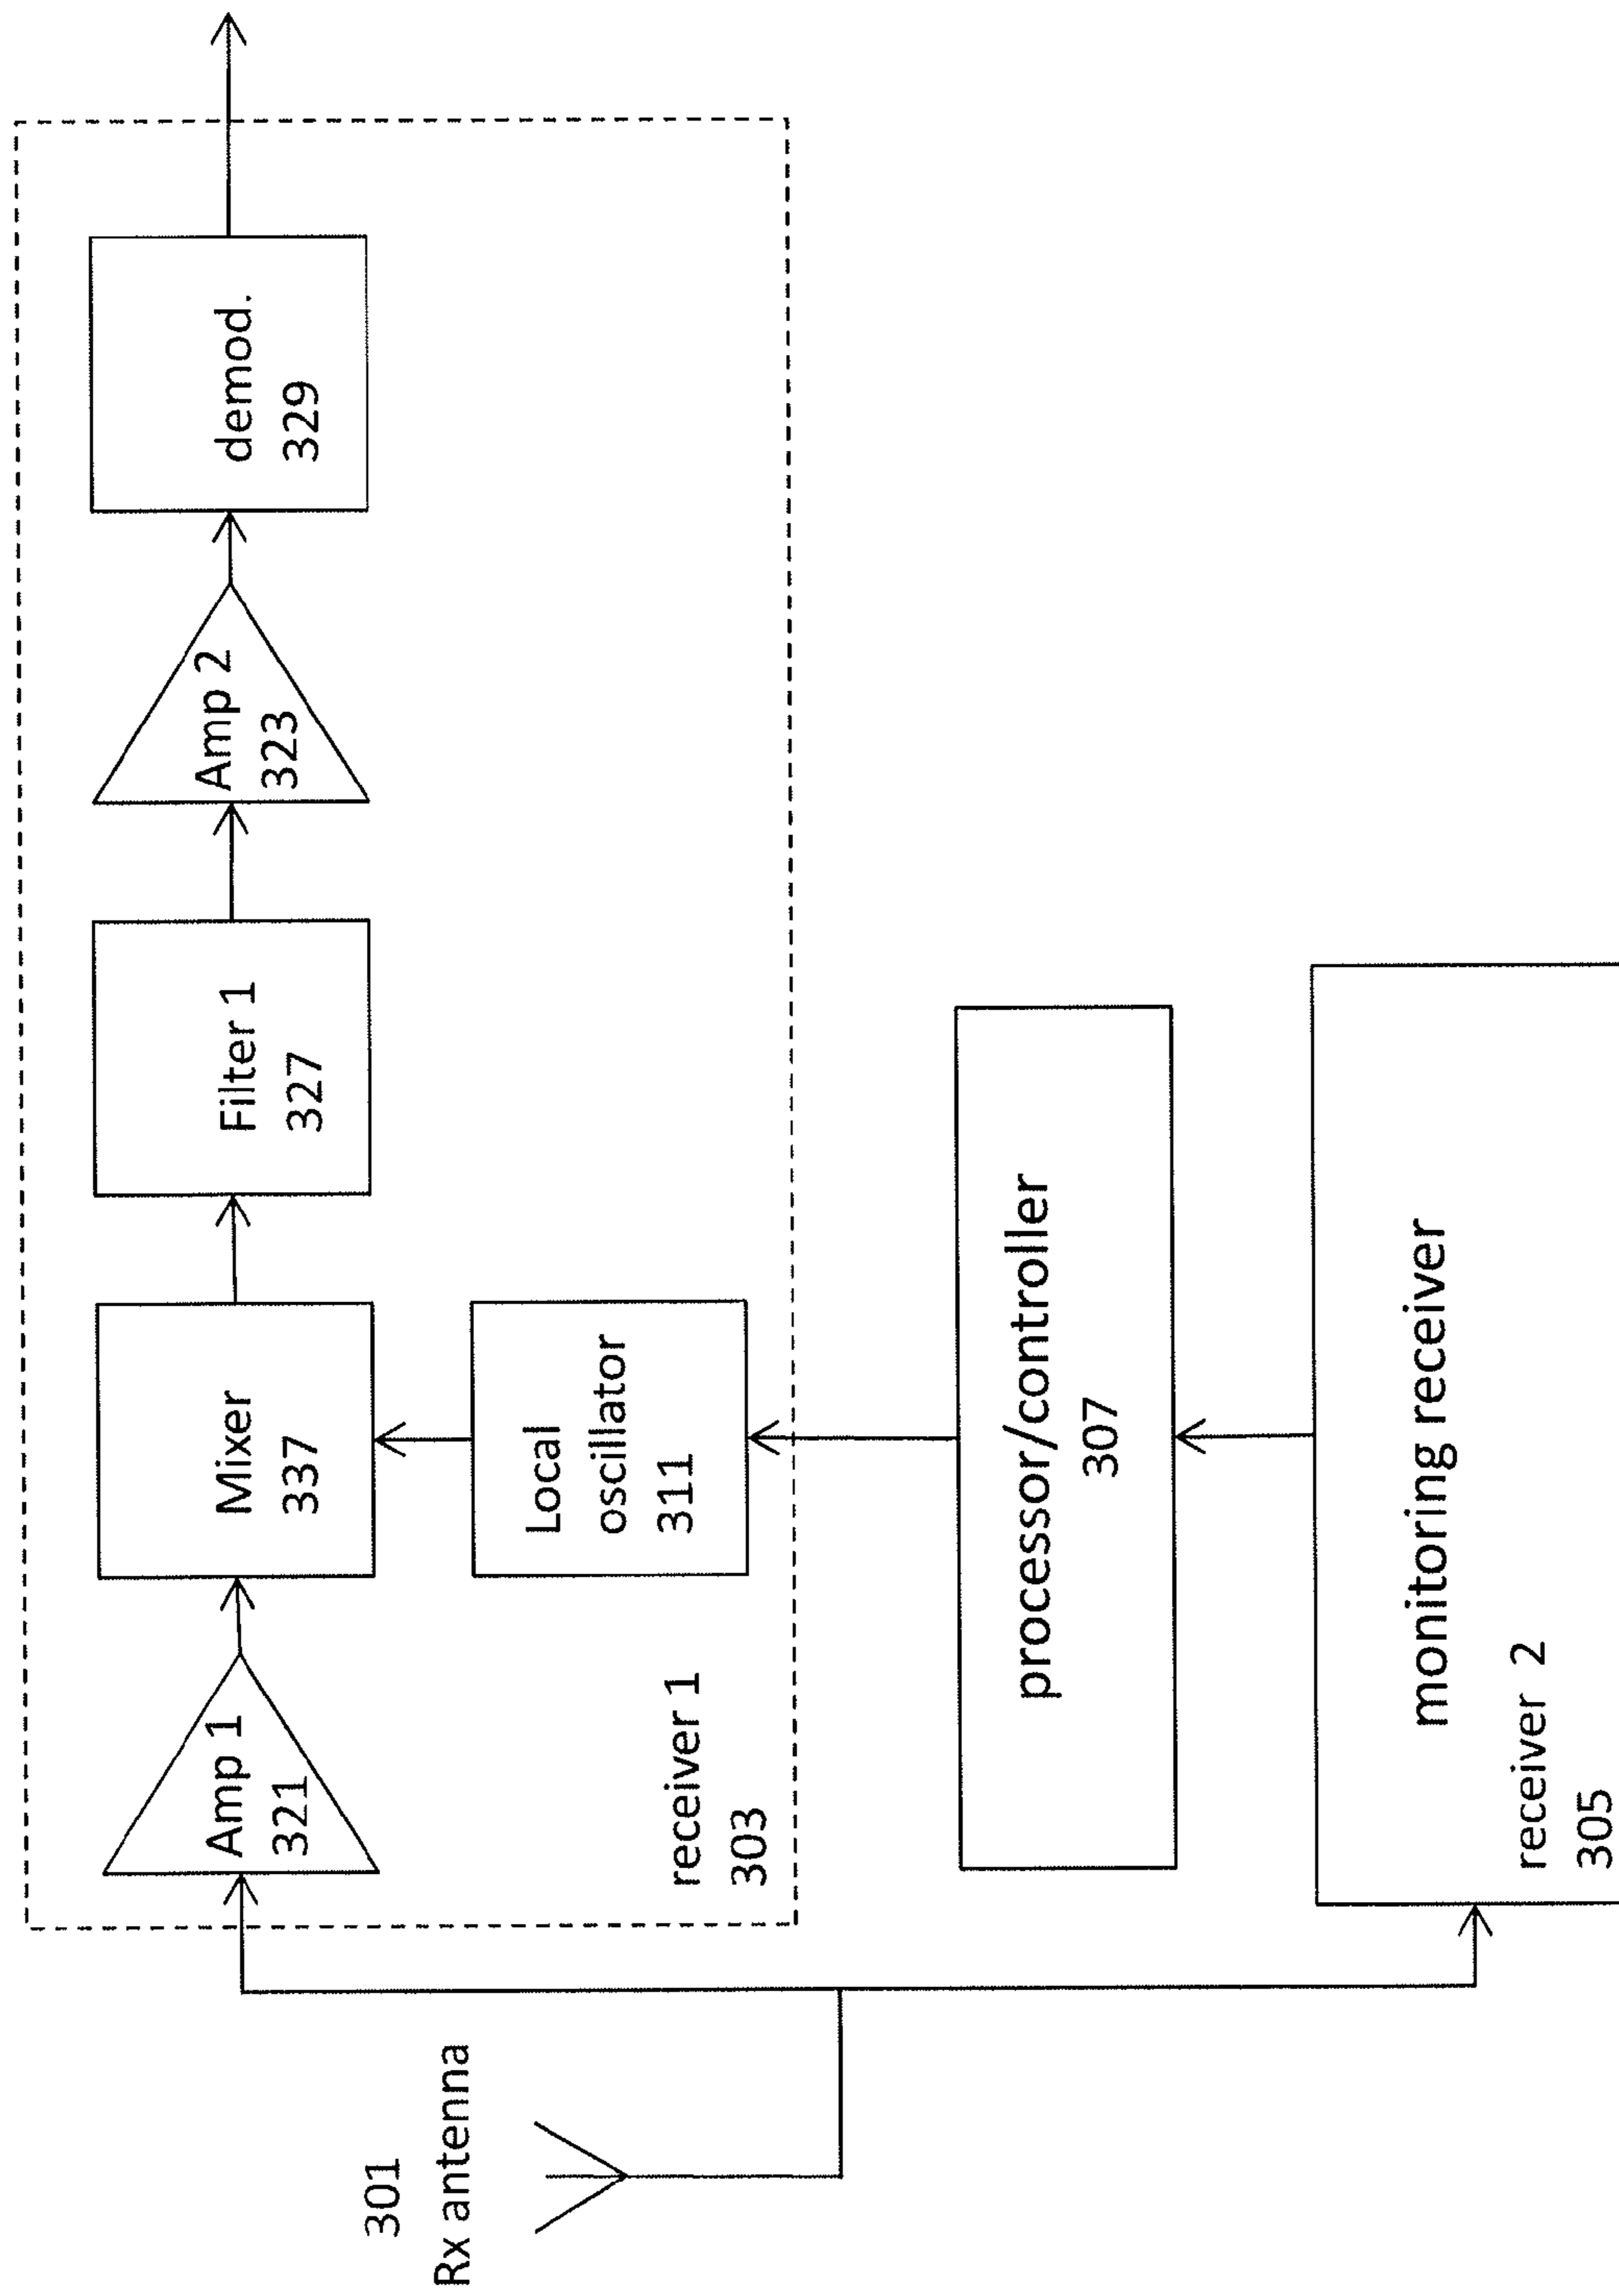 301
Rx antenna
Amp 1
321
Mixer
337
Filter 1
327
Amp 2
323
demod.
329
Local
oscillator
311
receiver 1
303
processor/controller
307
monitoring receiver
receiver 2
305